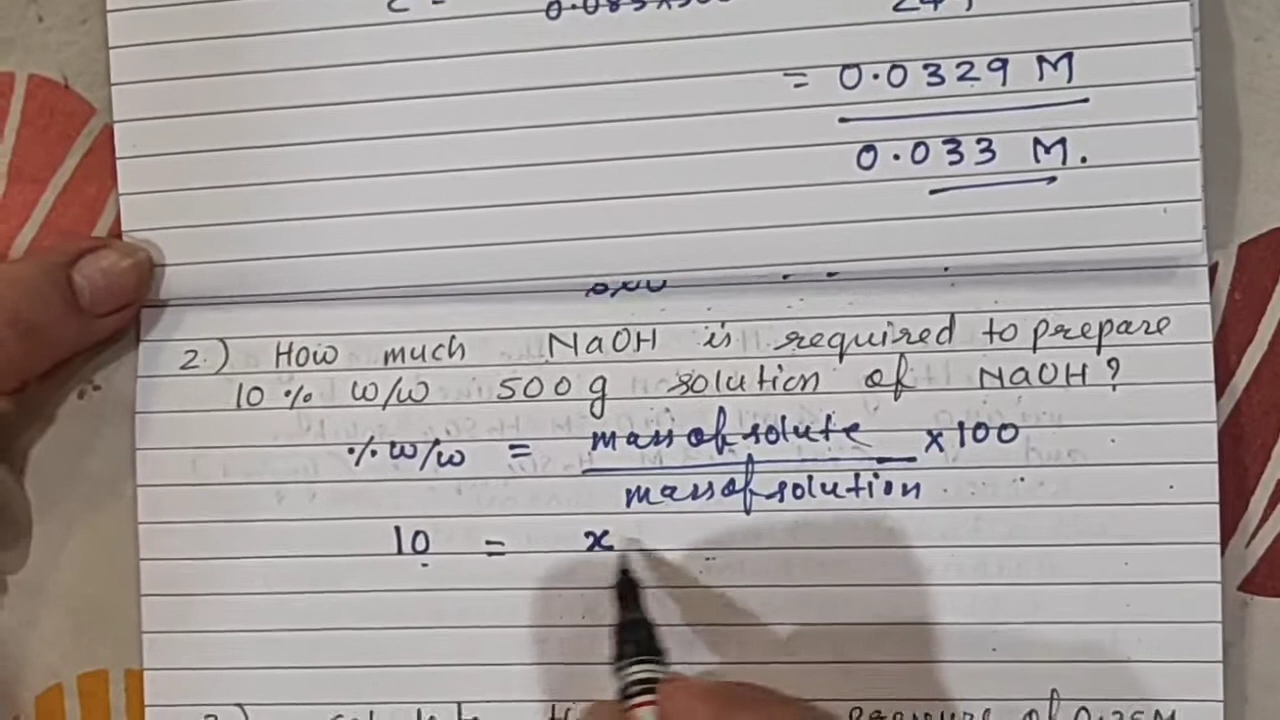 = 0.0329 M
0.033 M.
2.) How much NaOH is required to prepare
10 % w/w 500g solution of NaOH?
% w/w = mass of solute × 100
mass of solution
10 = x